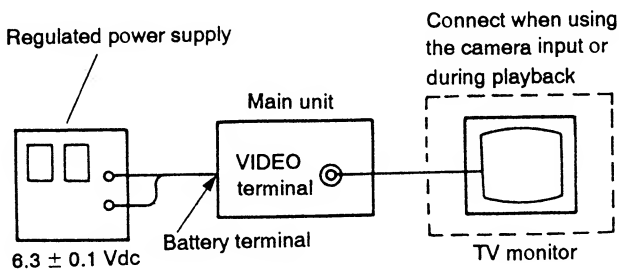 Connect when using
the camera input or
during playback
Regulated power supply
Main unit
VIDEO
terminal
Battery terminal
6.3 ± 0.1 Vdc
TV monitor